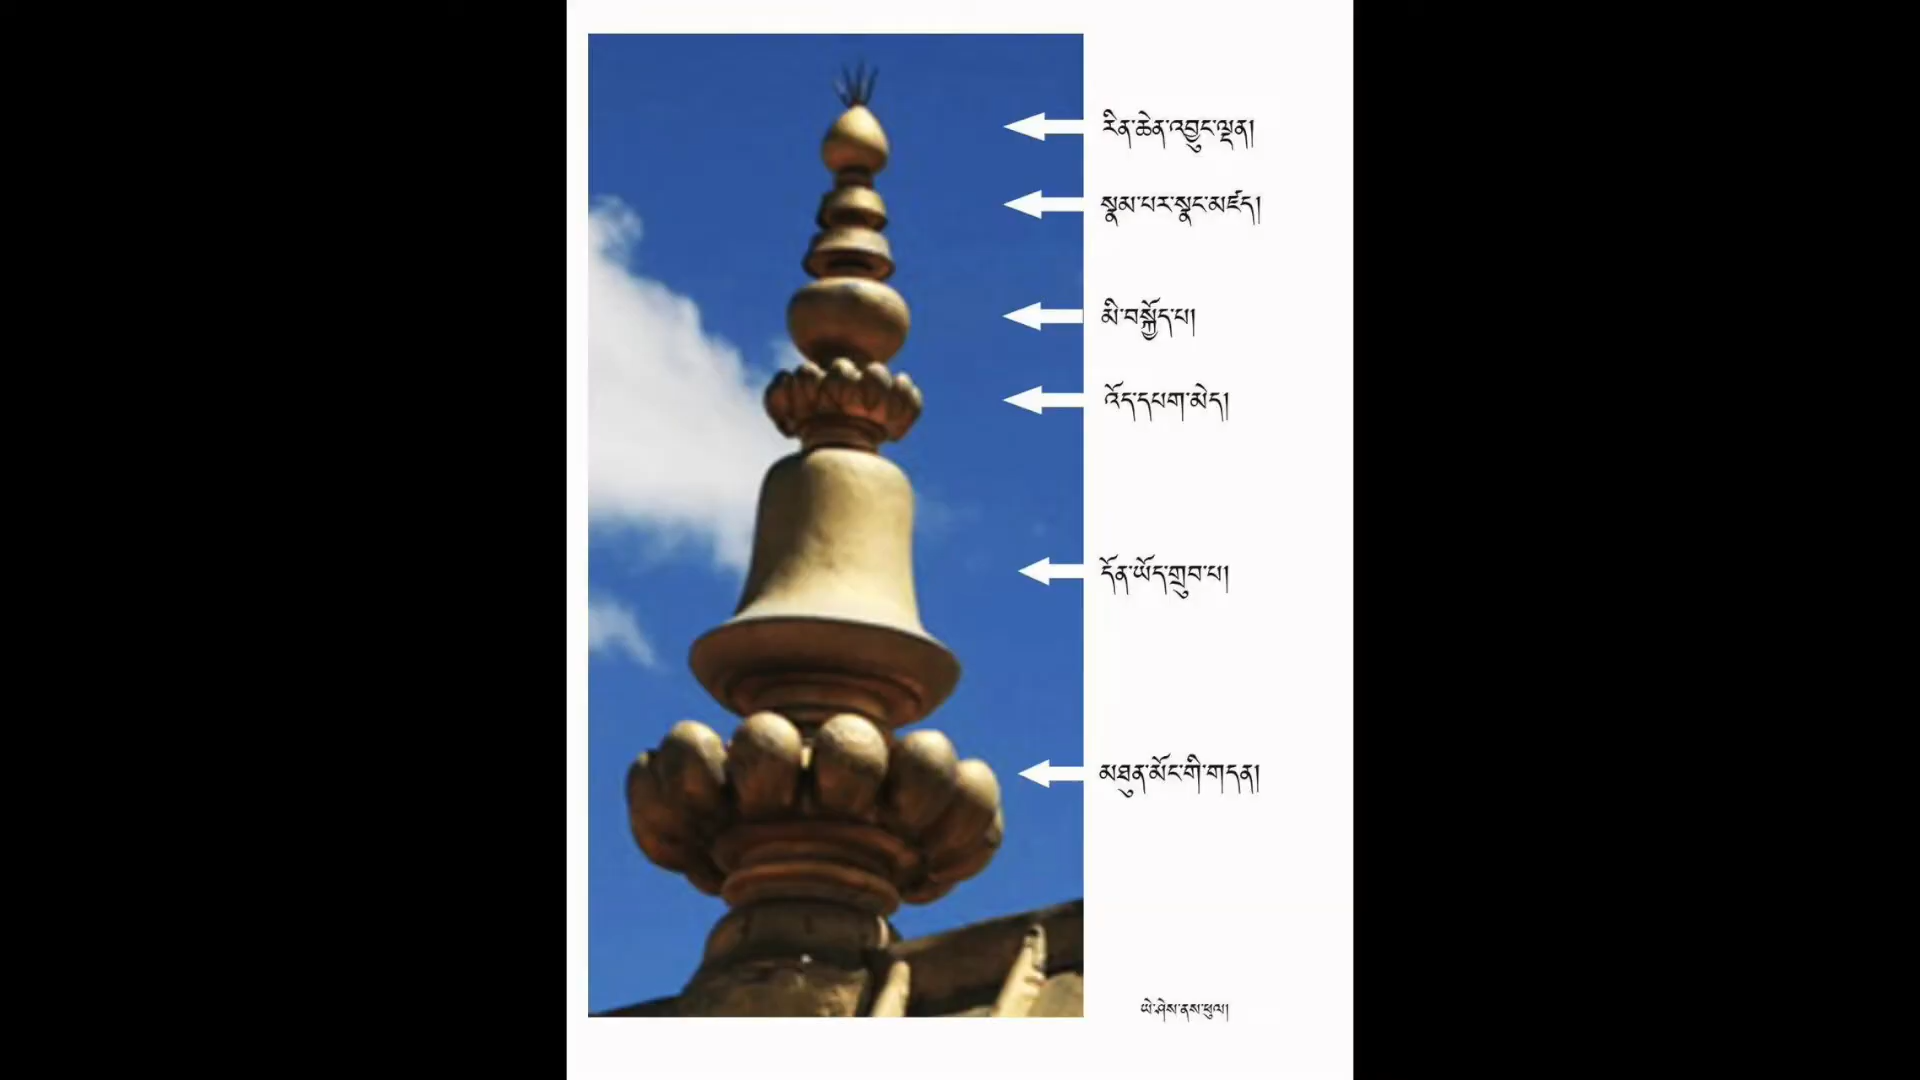 རིན་ཆེན་འབྱུང་ལྡན།
སྣམ་པར་སྣང་མཛད།
མི་བསྐྱོད་པ།
འོད་དཔག་མེད།
དོན་ཡོད་གྲུབ་པ།
མཐུན་མོང་གི་གདན།
ཡེ་ཤེས་ནས་ཕུལ།